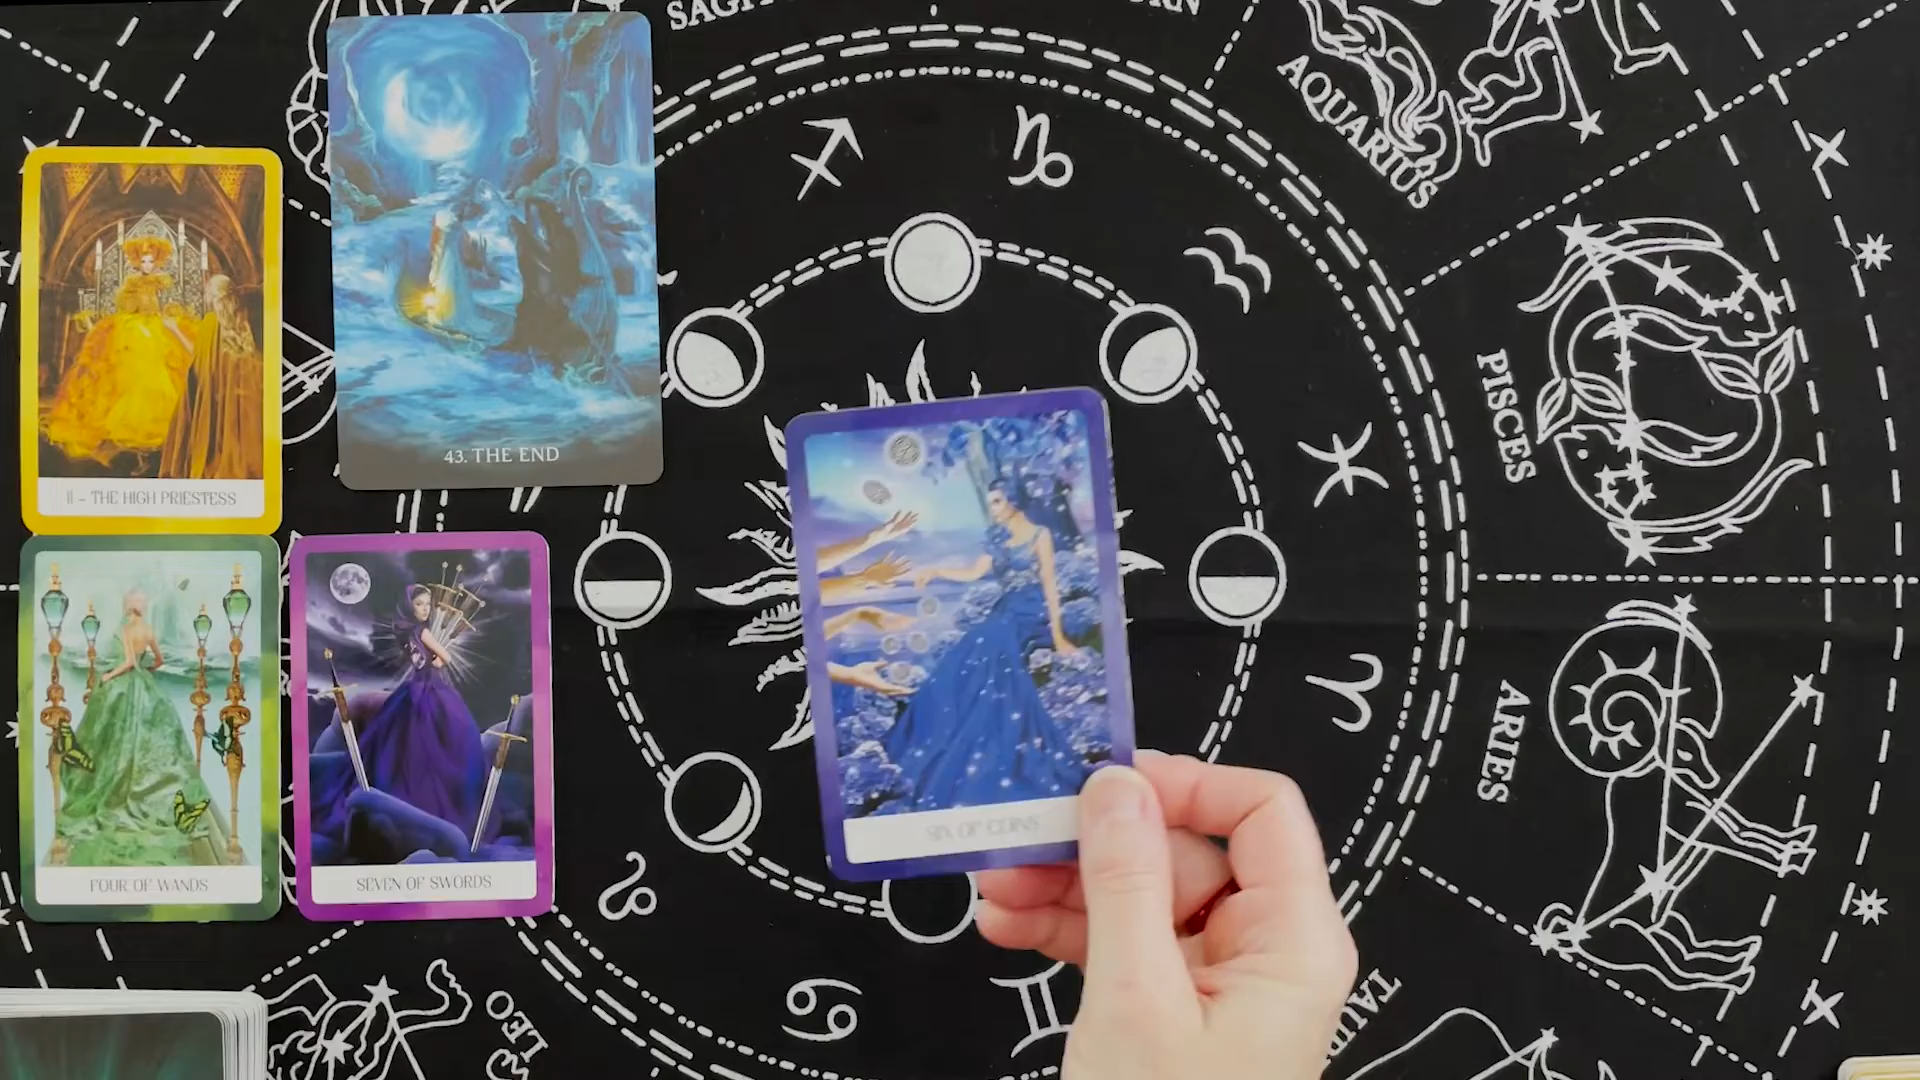 AQUARIUS
43. THE END
II – THE HIGH PRIESTESS
PISCES
ARIES
SIX OF COINS
FOUR OF WANDS
SEVEN OF SWORDS
LEO